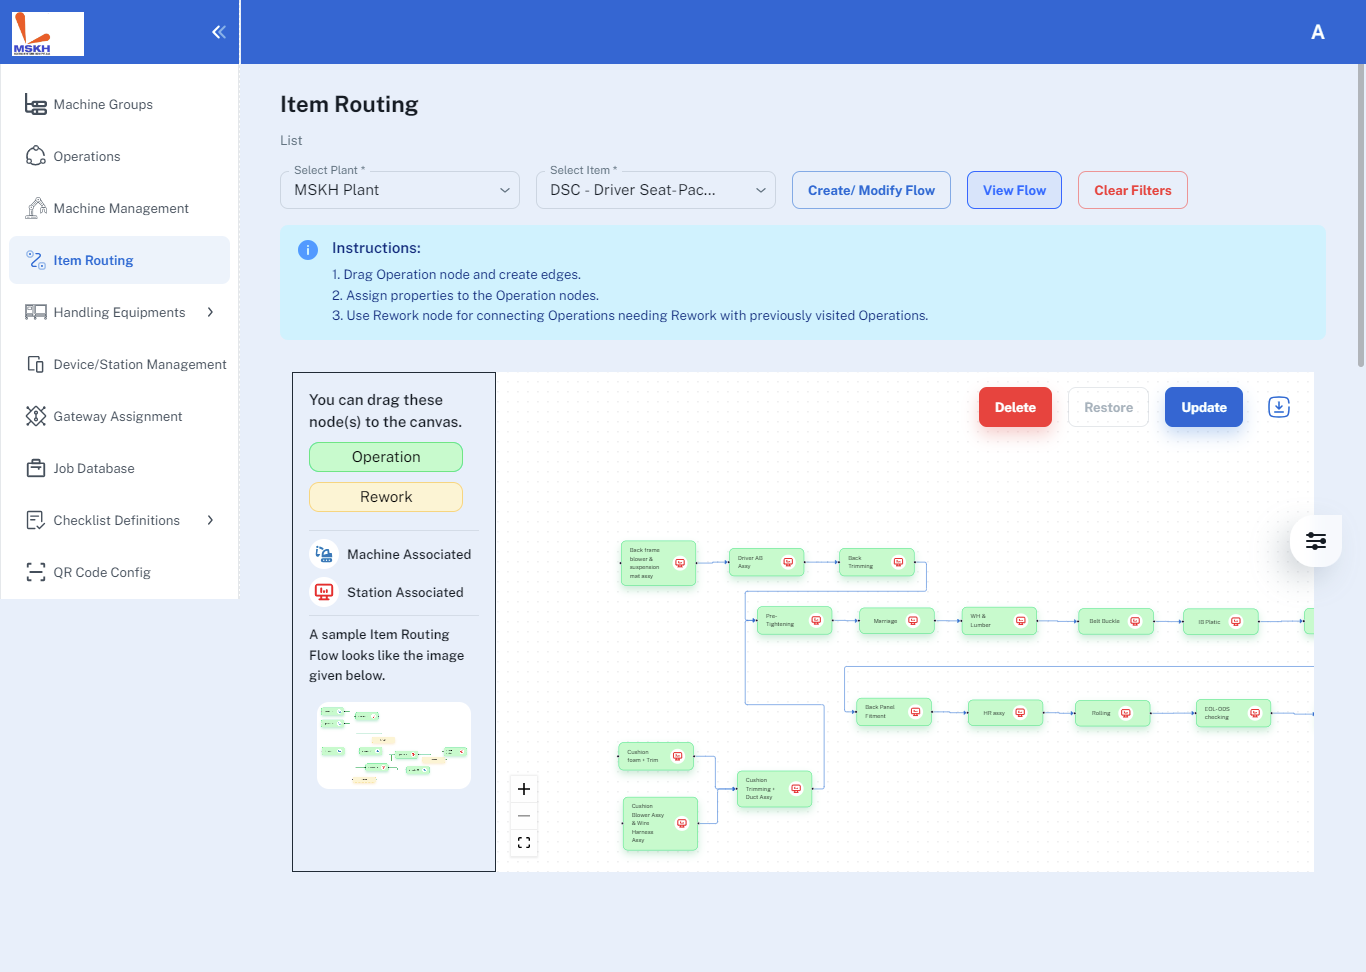 MSKH
A
Machine Groups
Operations
Machine Management
Item Routing
Handling Equipments
Device/Station Management
Gateway Assignment
Job Database
Checklist Definitions
QR Code Config
Item Routing
List
Select Plant *
MSKH Plant
Select Item *
DSC - Driver Seat-Pac...
Create/ Modify Flow
View Flow
Clear Filters
Instructions:
1. Drag Operation node and create edges.
2. Assign properties to the Operation nodes.
3. Use Rework node for connecting Operations needing Rework with previously visited Operations.
You can drag these
node(s) to the canvas.
Operation
Rework
Machine Associated
Station Associated
A sample Item Routing
Flow looks like the image
given below.
Delete
Restore
Update
Back frame
blower &
suspension
mat assy
Driver AB
Assy
Back
Trimming
Pre-
Tightening
Marriage
WH &
Lumber
Belt Buckle
IB Platic
Back Panel
Fitment
HR assy
Rolling
EOL-ODS
checking
Cushion
foam + Trim
Cushion
Trimming +
Duct Assy
Cushion
Blower Assy
& Wire
Harness
Assy